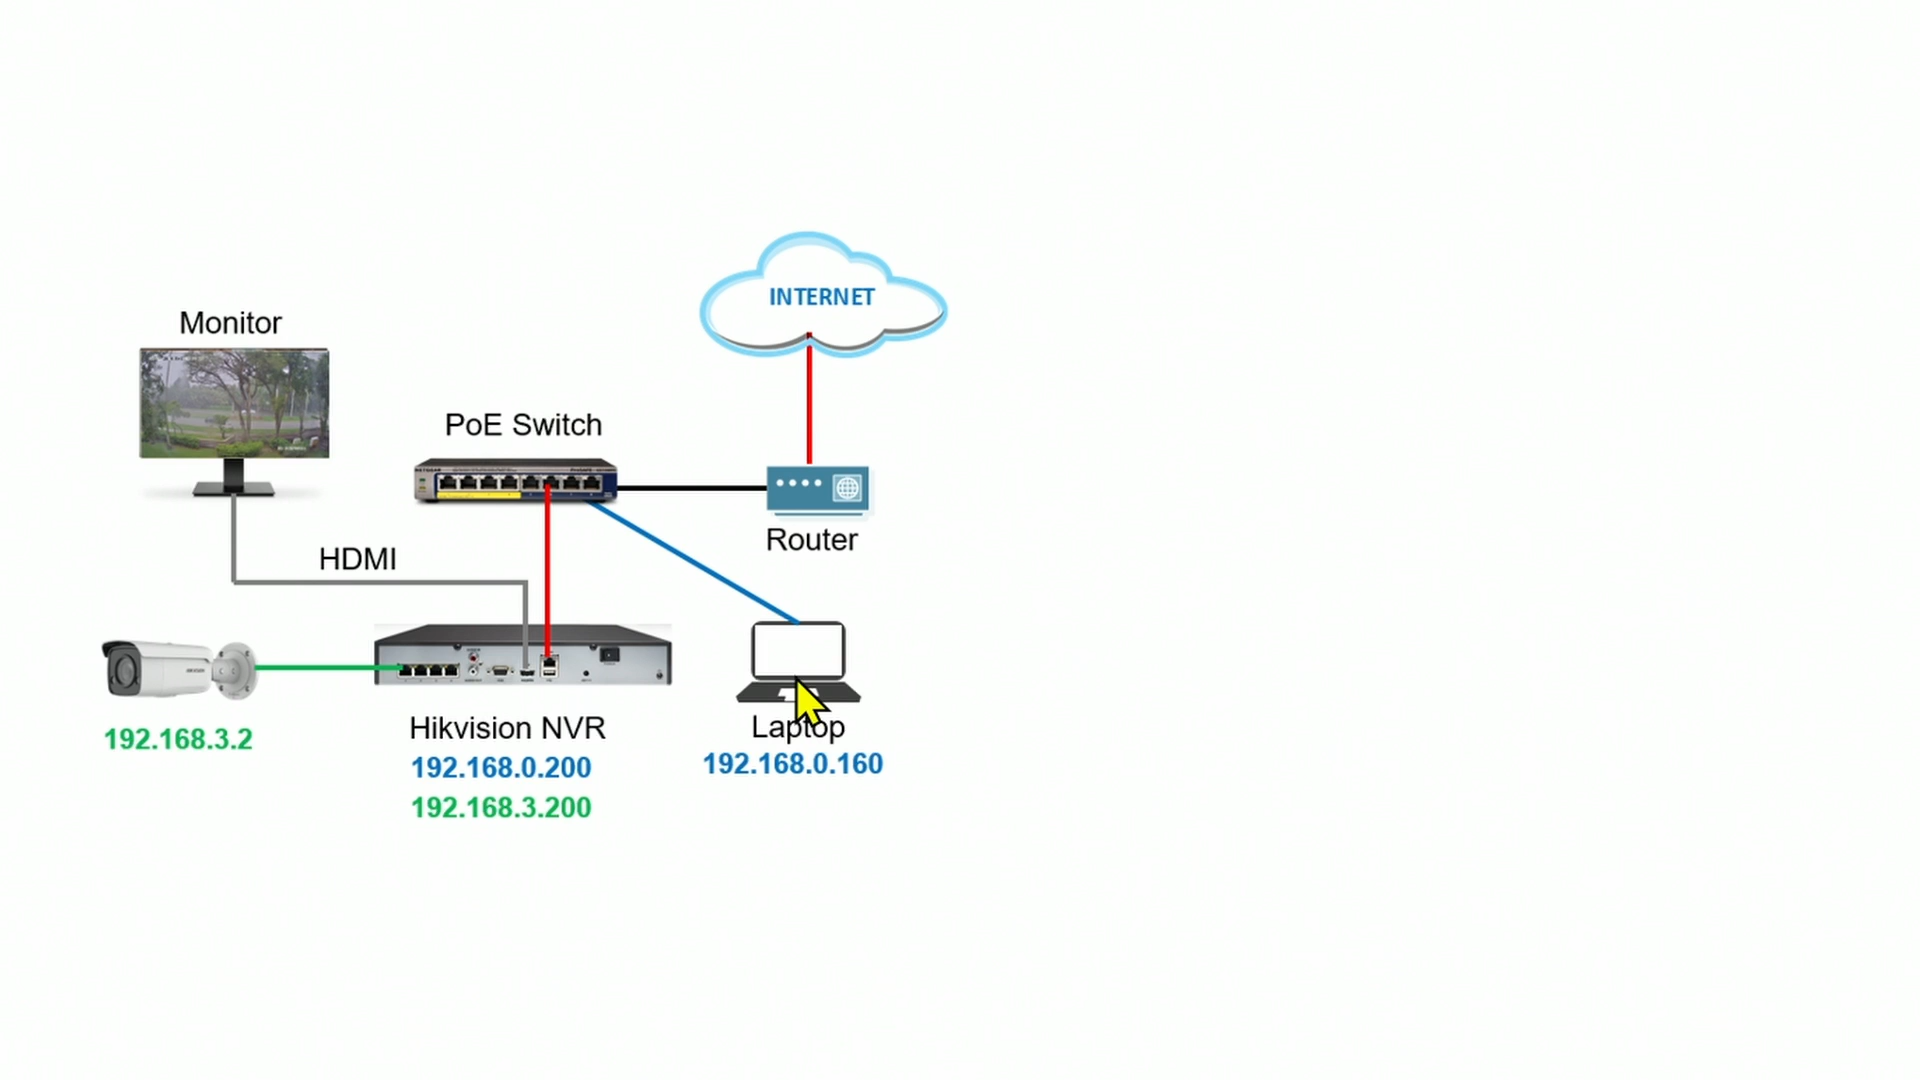 INTERNET
Monitor
PoE Switch
NETGEAR
Router
HDMI
Hikvision NVR
192.168.0.200
192.168.3.200
192.168.3.2
Laptop
192.168.0.160